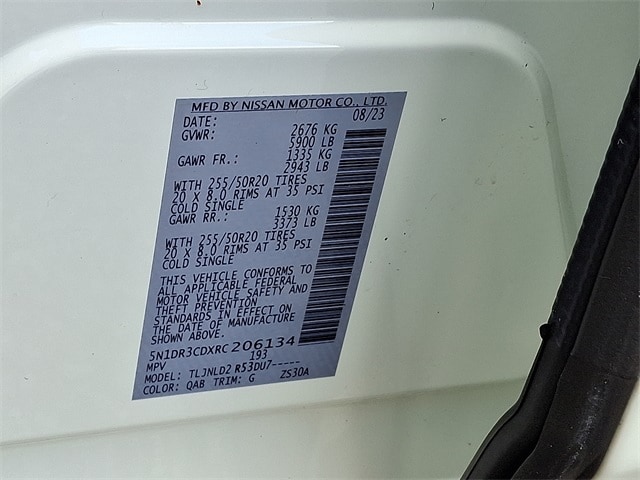 MFD BY NISSAN MOTOR CO., LTD.
DATE: 08/23
GVWR: 2676 KG
5900 LB
GAWR FR.: 1335 KG
2943 LB
WITH 255/50R20 TIRES
20 X 8.0 RIMS AT 35 PSI
COLD SINGLE
GAWR RR.: 1530 KG
3373 LB
WITH 255/50R20 TIRES
20 X 8.0 RIMS AT 35 PSI
COLD SINGLE
THIS VEHICLE CONFORMS TO
ALL APPLICABLE FEDERAL
MOTOR VEHICLE SAFETY AND
THEFT PREVENTION
STANDARDS IN EFFECT ON
THE DATE OF MANUFACTURE
SHOWN ABOVE.
5N1DR3CDXRC206134
MPV 193
MODEL: TLJNLD2 R53DU7-----
COLOR: QAB TRIM: G ZS30A